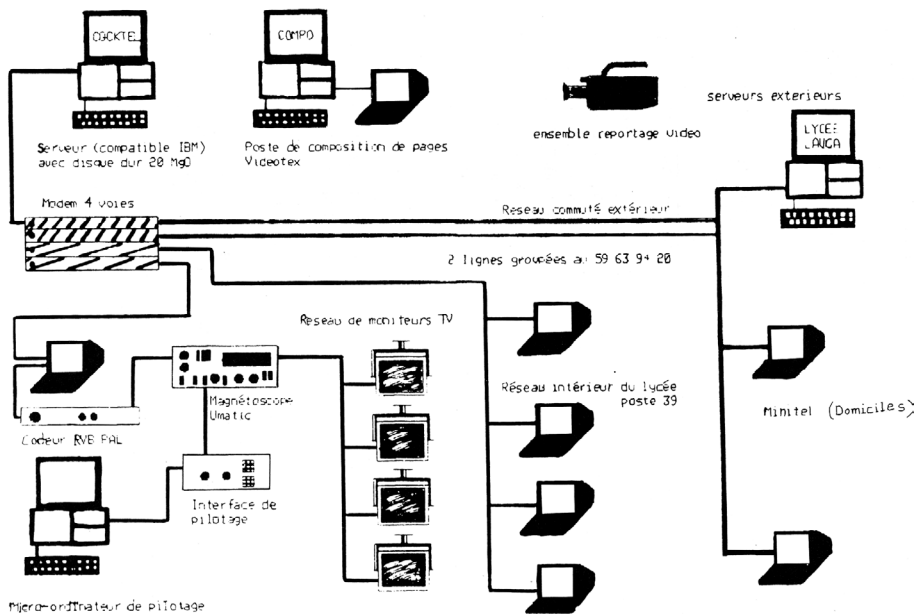 COCKTEL
COMPO
serveurs exterieurs
ensemble reportage video
LYCEE
LAUGA
Serveur (compatible IBM)
avec disque dur 20 MgO
Poste de composition de pages
Videotex
Modem 4 voies
Reseau commuté extérieur
2 lignes groupées au 59 63 94 20
Reseau de moniteurs TV
Magnétoscope
Umatic
Réseau intérieur du lycée
poste 39
Minitel (Domiciles)
Codeur RVB PAL
Interface de
pilotage
Micro-ordinateur de pilotage